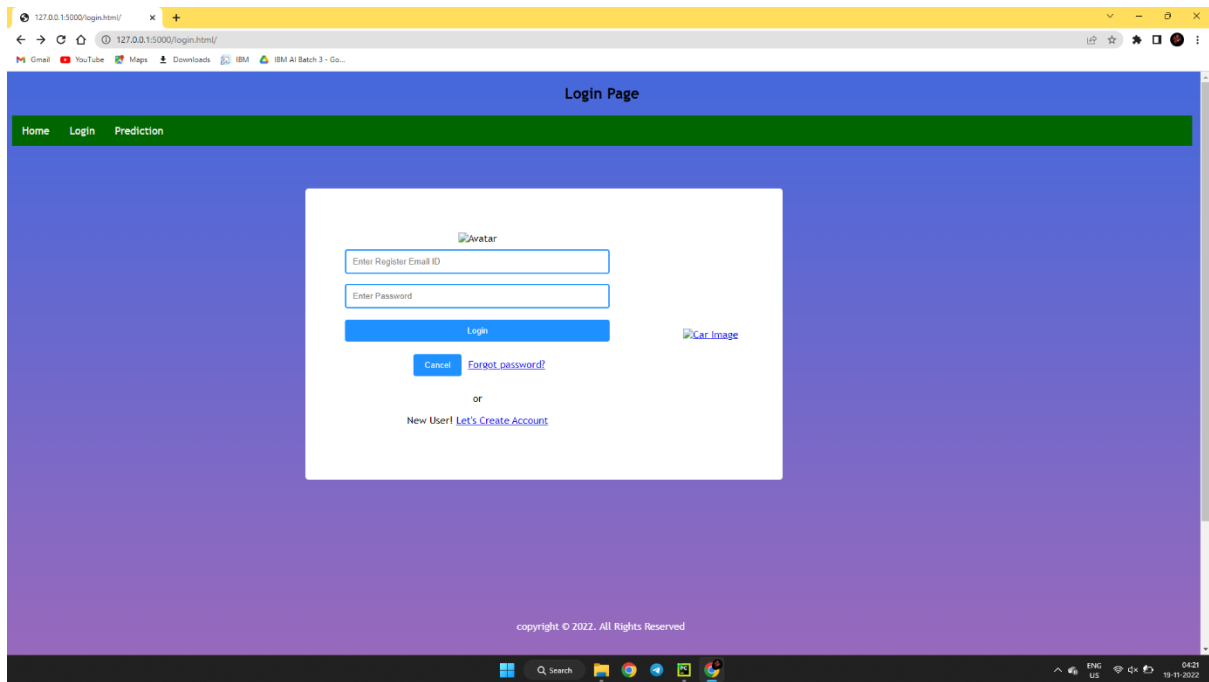 127.0.0.1:5000/login.html/
127.0.0.1:5000/login.html/
Gmail YouTube Maps Downloads IBM IBM AI Batch 3 - Go...
Login Page
Home Login Prediction
Avatar
Enter Register Email ID
Enter Password
Login
Car Image
Cancel Forgot password?
or
New User! Let's Create Account
copyright © 2022. All Rights Reserved
Search
PC
ENG
US
04:21
19-11-2022